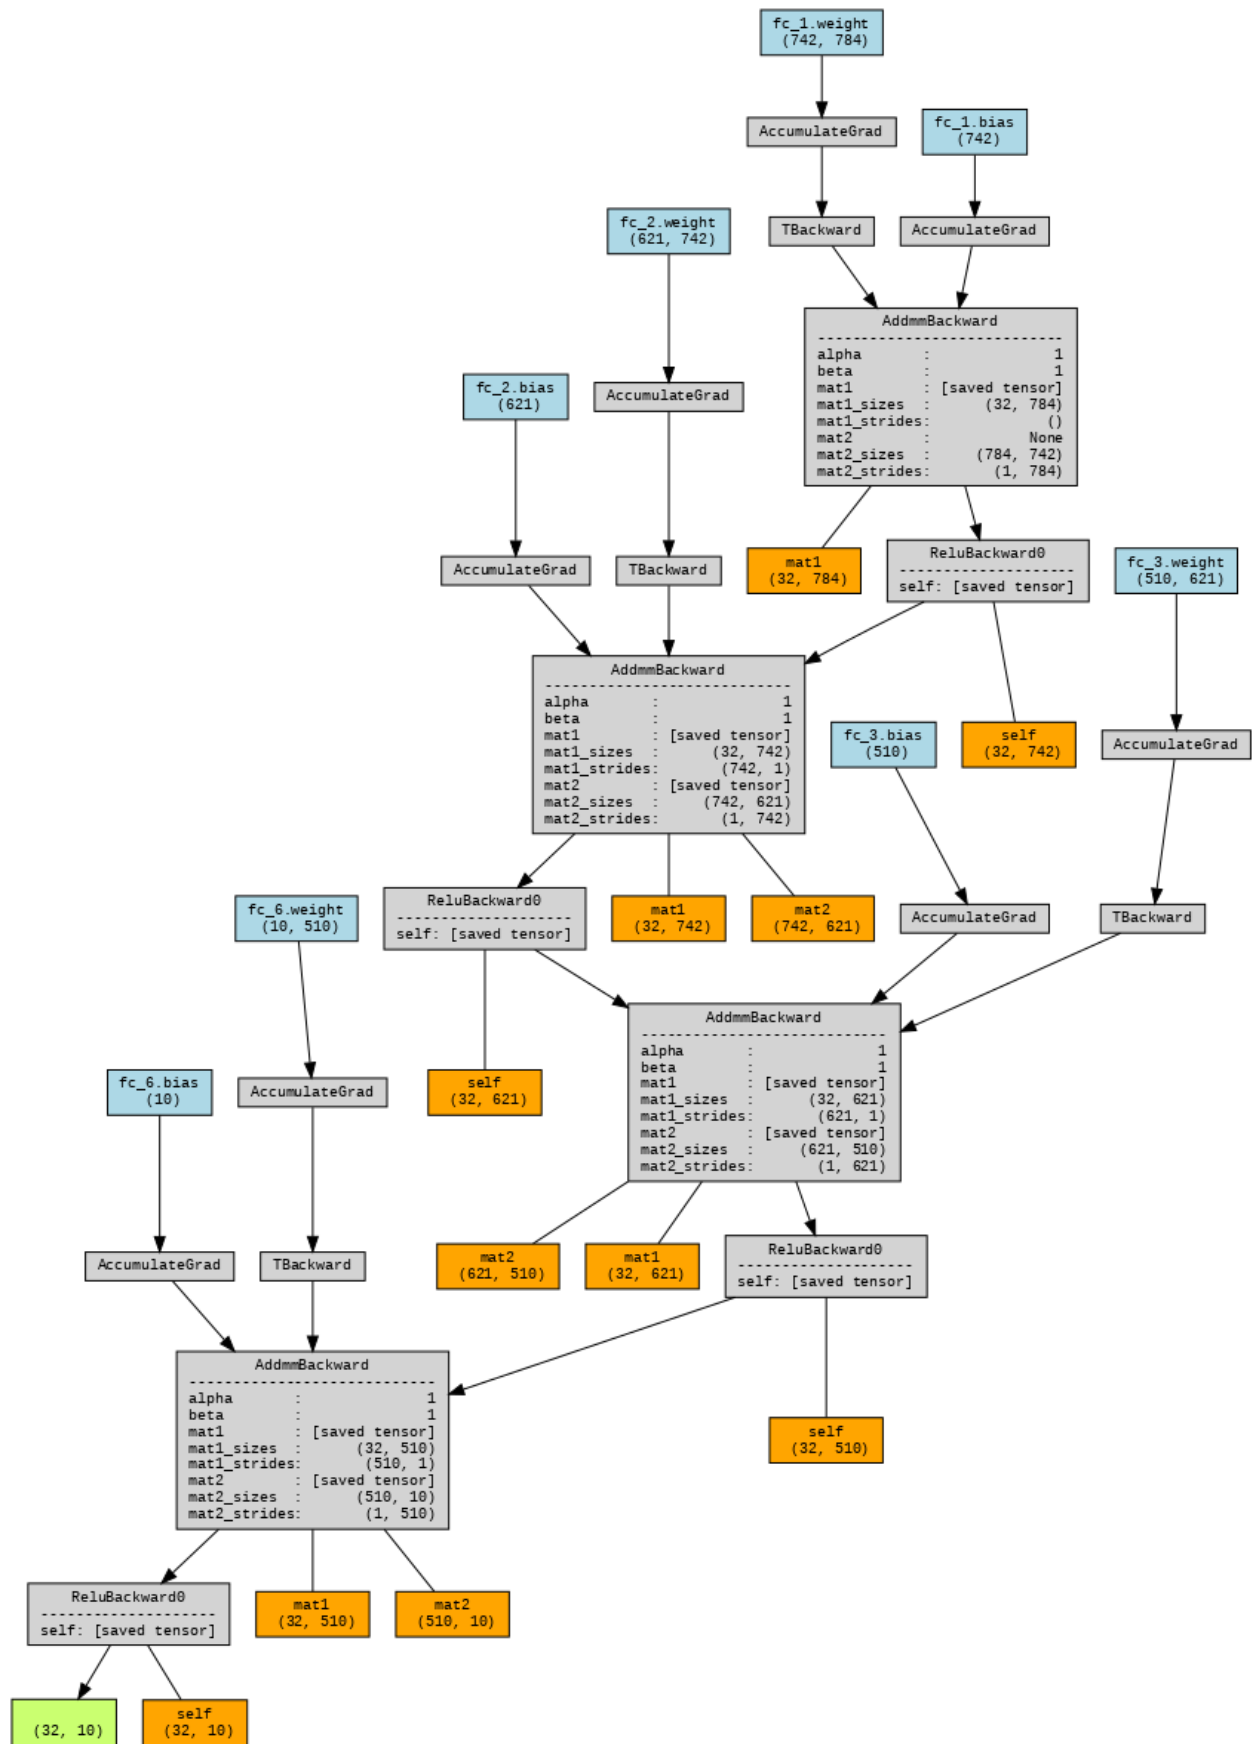 fc_1.weight
(742, 784)
AccumulateGrad
fc_1.bias
(742)
fc_2.weight
(621, 742)
TBackward
AccumulateGrad
AddmmBackward
-----------------------------
alpha : 1
beta : 1
mat1 : [saved tensor]
mat1_sizes : (32, 784)
mat1_strides: ()
mat2 : None
mat2_sizes : (784, 742)
mat2_strides: (1, 784)
fc_2.bias
(621)
AccumulateGrad
AccumulateGrad
TBackward
mat1
(32, 784)
ReluBackward0
---------------------
self: [saved tensor]
fc_3.weight
(510, 621)
AddmmBackward
-----------------------------
alpha : 1
beta : 1
mat1 : [saved tensor]
mat1_sizes : (32, 742)
mat1_strides: (742, 1)
mat2 : [saved tensor]
mat2_sizes : (742, 621)
mat2_strides: (1, 742)
fc_3.bias
(510)
self
(32, 742)
AccumulateGrad
fc_6.weight
(10, 510)
ReluBackward0
---------------------
self: [saved tensor]
mat1
(32, 742)
mat2
(742, 621)
AccumulateGrad
TBackward
AddmmBackward
-----------------------------
alpha : 1
beta : 1
mat1 : [saved tensor]
mat1_sizes : (32, 621)
mat1_strides: (621, 1)
mat2 : [saved tensor]
mat2_sizes : (621, 510)
mat2_strides: (1, 621)
fc_6.bias
(10)
AccumulateGrad
self
(32, 621)
AccumulateGrad
TBackward
mat2
(621, 510)
mat1
(32, 621)
ReluBackward0
---------------------
self: [saved tensor]
AddmmBackward
-----------------------------
alpha : 1
beta : 1
mat1 : [saved tensor]
mat1_sizes : (32, 510)
mat1_strides: (510, 1)
mat2 : [saved tensor]
mat2_sizes : (510, 10)
mat2_strides: (1, 510)
self
(32, 510)
ReluBackward0
---------------------
self: [saved tensor]
mat1
(32, 510)
mat2
(510, 10)
(32, 10)
self
(32, 10)